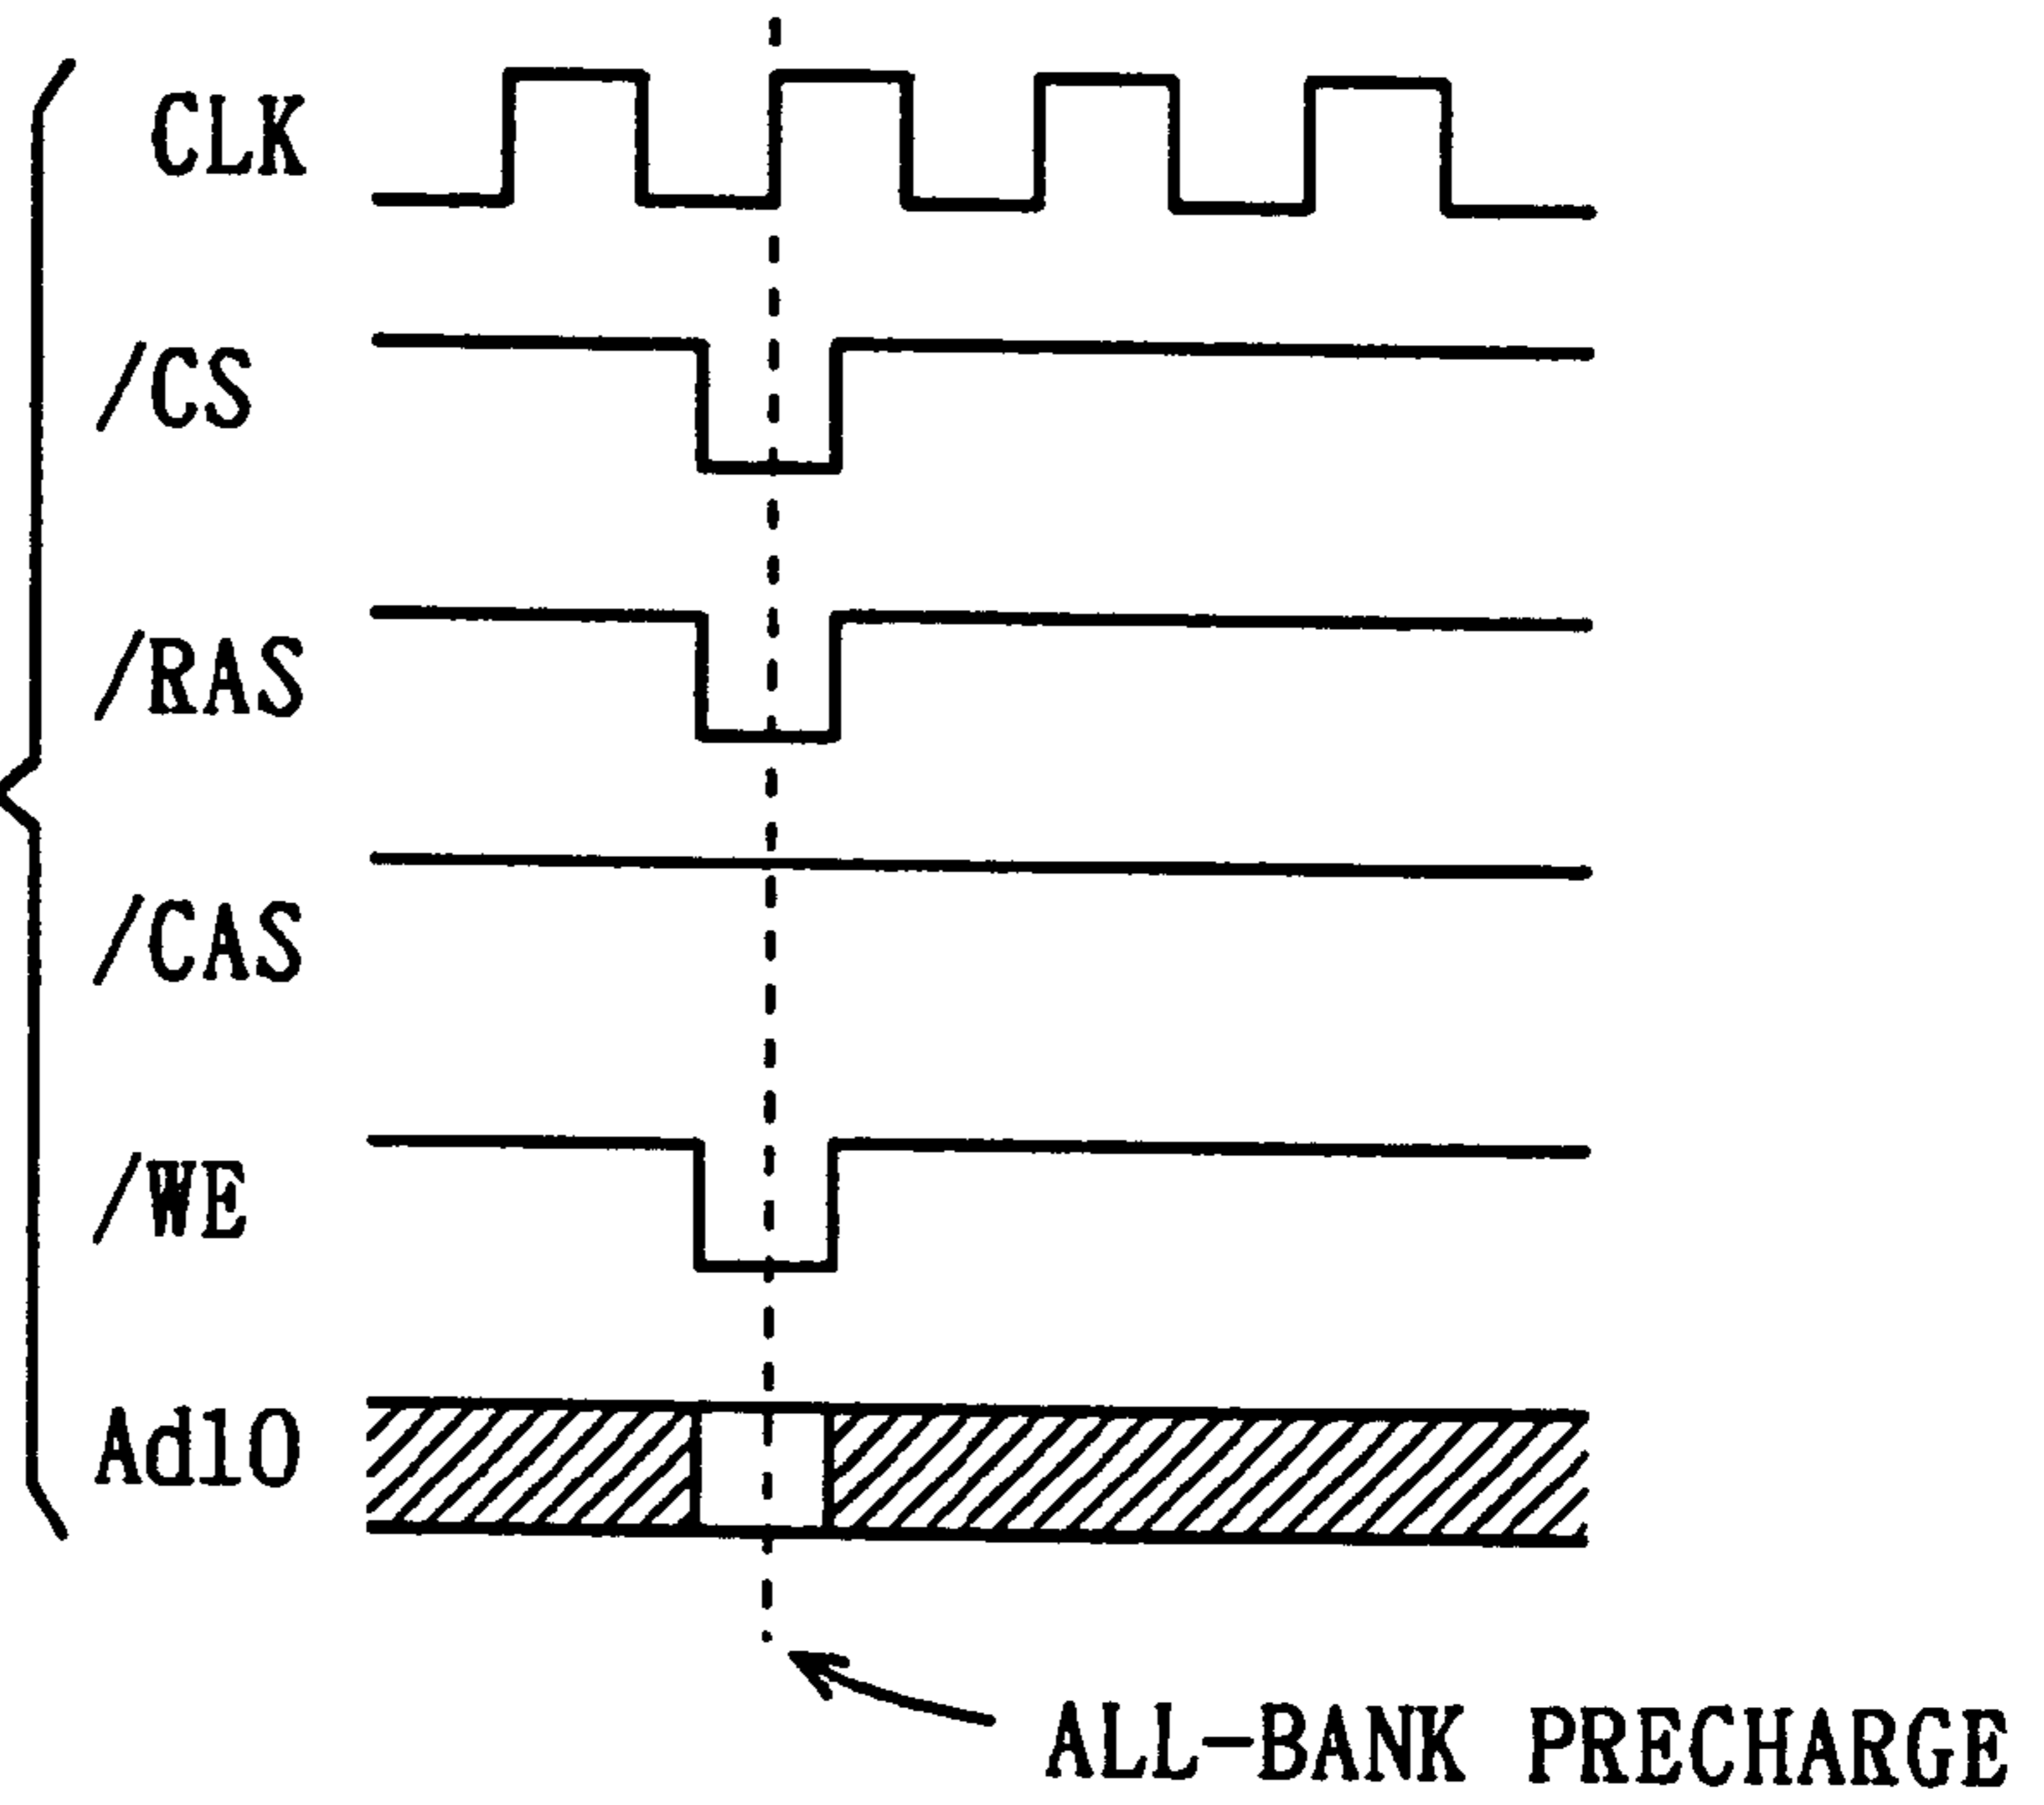 CLK
/CS
/RAS
/CAS
/WE
Ad10
ALL-BANK PRECHARGE